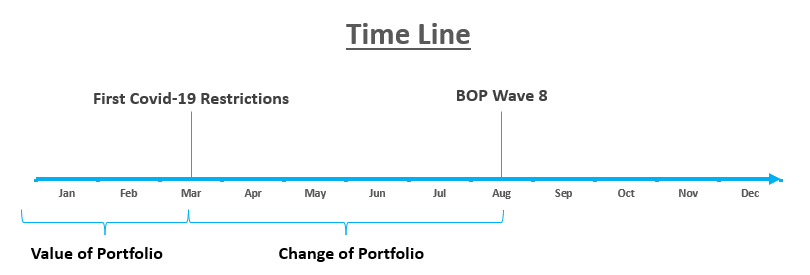 Time Line
First Covid-19 Restrictions
BOP Wave 8
Jan Feb Mar Apr May Jun Jul Aug Sep Oct Nov Dec
Value of Portfolio
Change of Portfolio